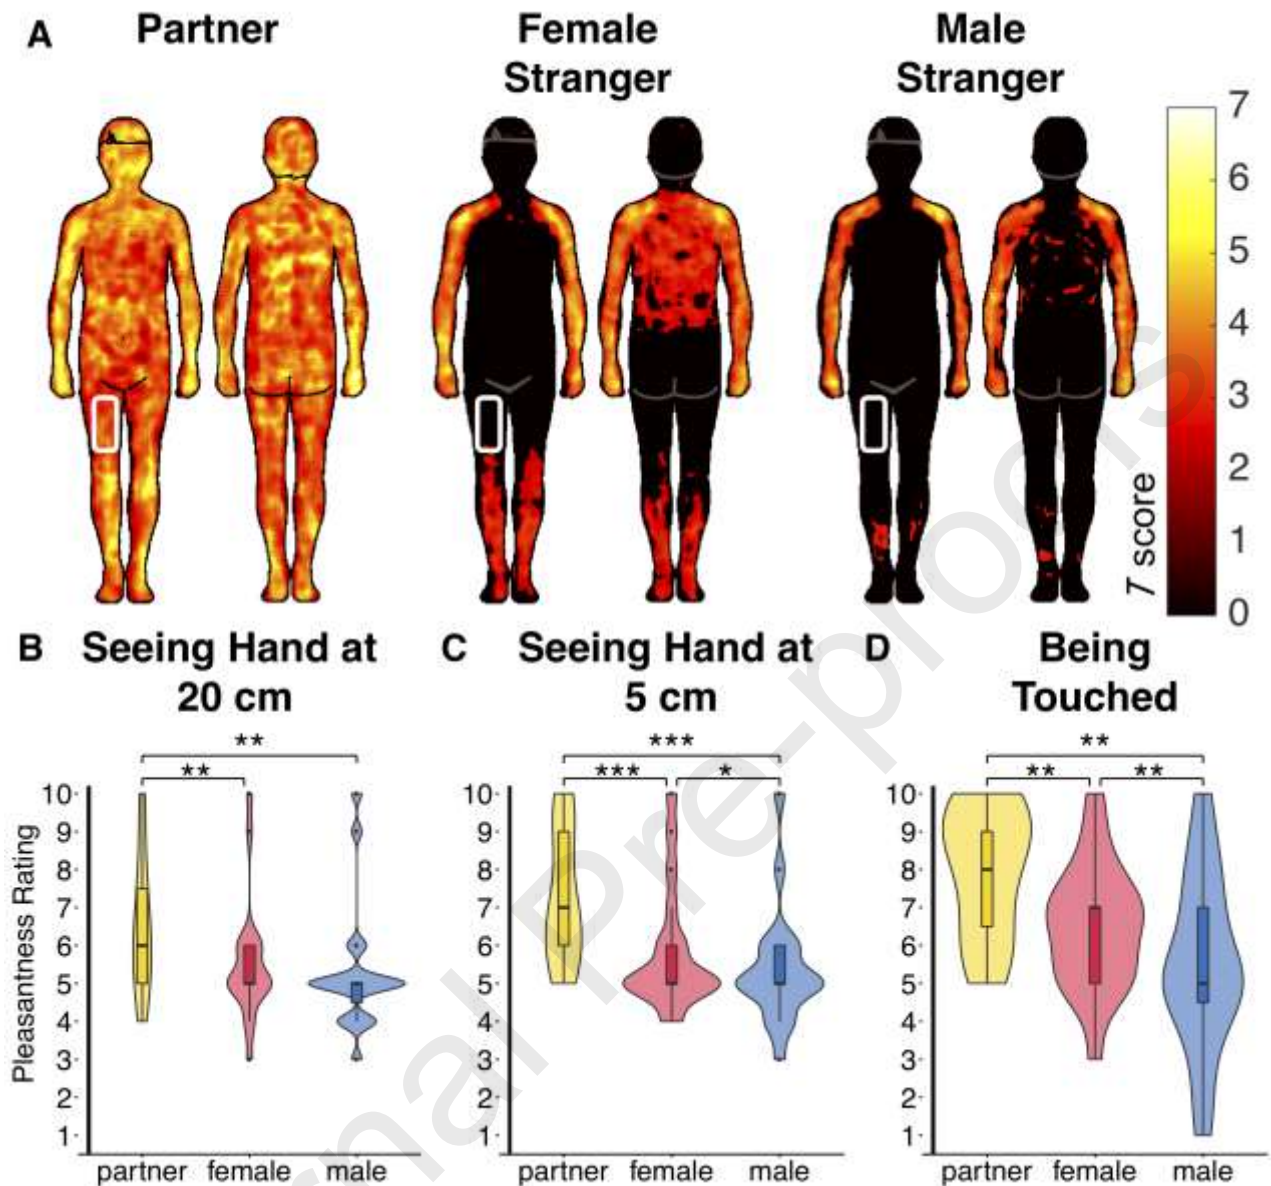 A
Partner
Female
Stranger
Male
Stranger
7
6
5
4
3
2
1
0
T score
B
Seeing Hand at
20 cm
C
Seeing Hand at
5 cm
D
Being
Touched
**
**
***
***
*
**
**
**
Pleasantness Rating
10
9
8
7
6
5
4
3
2
1
10
9
8
7
6
5
4
3
2
1
10
9
8
7
6
5
4
3
2
1
partner female male
partner female male
partner female male
rnal Pre-proofs